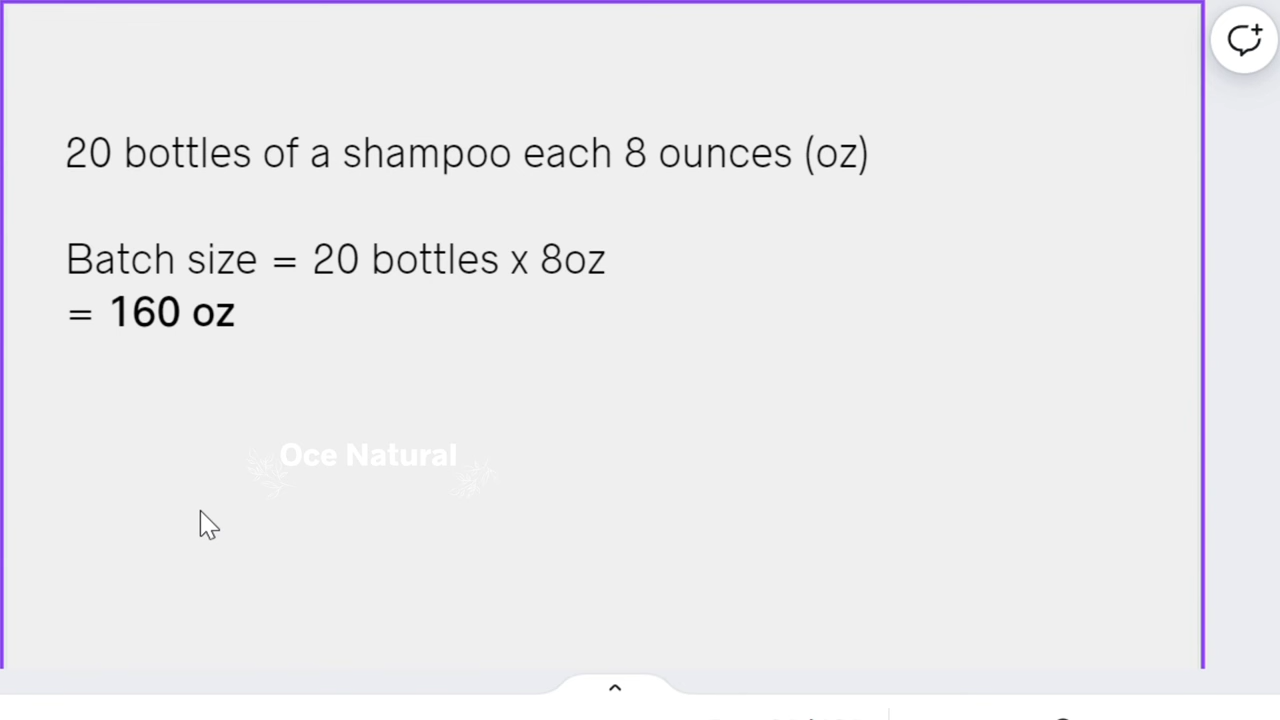 20 bottles of a shampoo each 8 ounces (oz)
Batch size = 20 bottles x 8oz
= 160 oz
Oce Natural